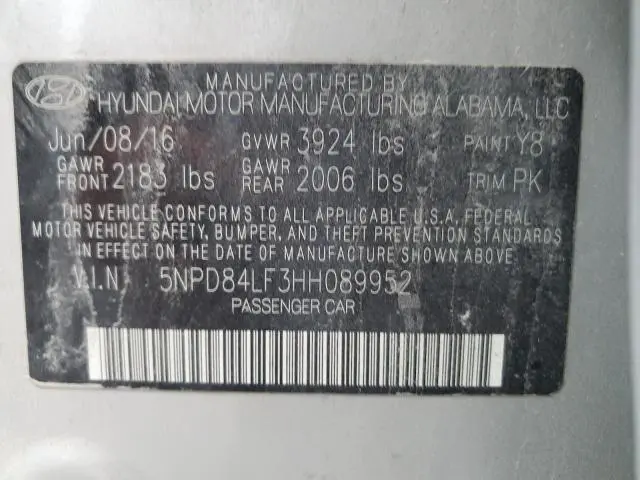 MANUFACTURED BY
HYUNDAI MOTOR MANUFACTURING ALABAMA, LLC
Jun/08/16 GVWR 3924 lbs PAINT Y8
GAWR FRONT 2183 lbs GAWR REAR 2006 lbs TRIM PK
THIS VEHICLE CONFORMS TO ALL APPLICABLE U.S.A. FEDERAL
MOTOR VEHICLE SAFETY, BUMPER, AND THEFT PREVENTION STANDARDS
IN EFFECT ON THE DATE OF MANUFACTURE SHOWN ABOVE.
V.I.N. 5NPD84LF3HH089952
PASSENGER CAR